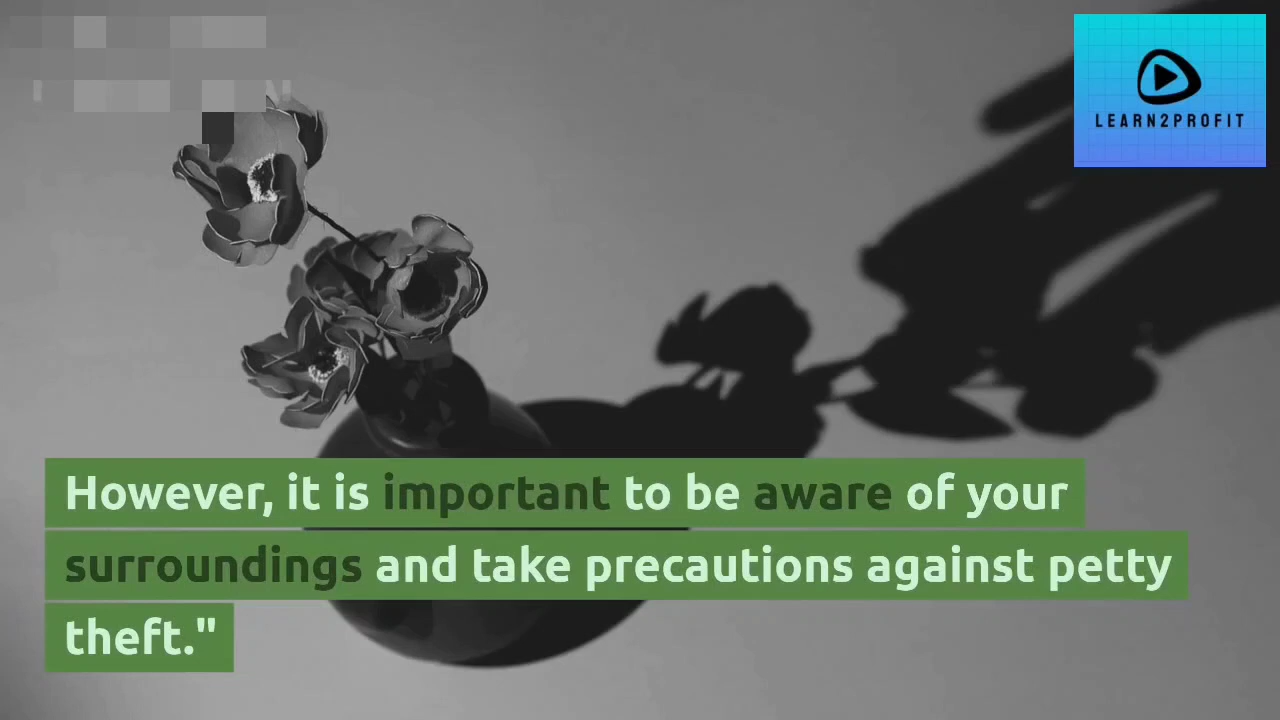 LEARN2PROFIT
However, it is important to be aware of your
surroundings and take precautions against petty
theft."